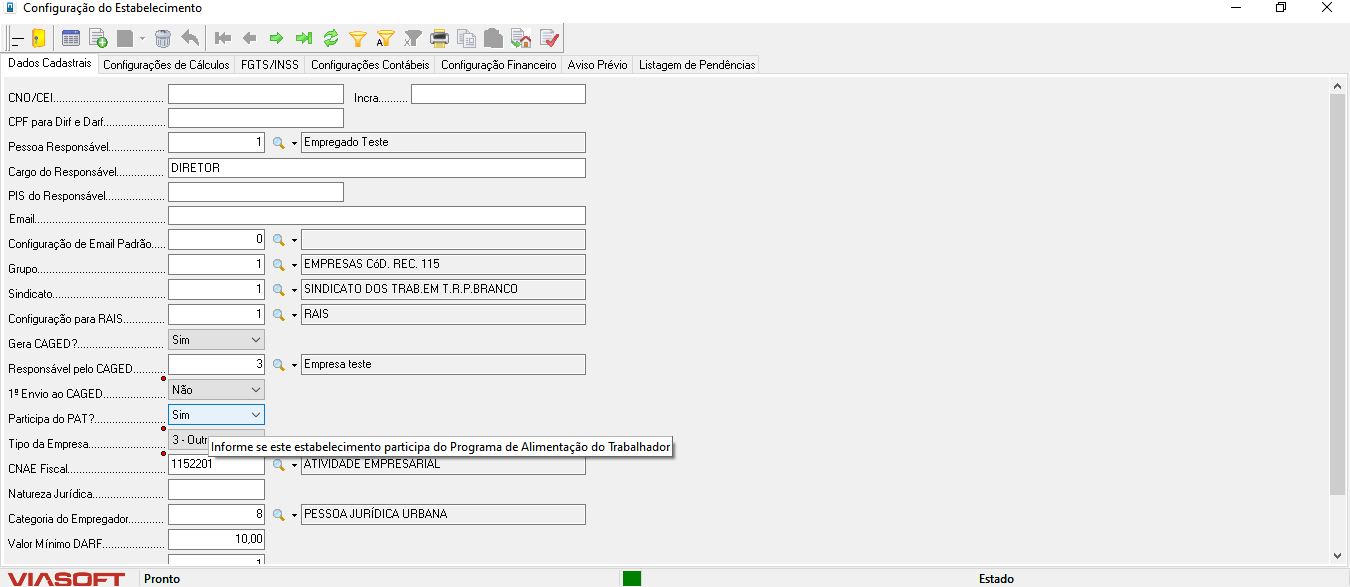 Configuração do Estabelecimento
Dados Cadastrais Configurações de Cálculos FGTS/INSS Configurações Contábeis Configuração Financeiro Aviso Prévio Listagem de Pendências
CNO/CEI Incra
CPF para Dirf e Darf
Pessoa Responsável 1 Empregado Teste
Cargo do Responsável DIRETOR
PIS do Responsável
Email
Configuração de Email Padrão 0
Grupo 1 EMPRESAS CóD. REC. 115
Sindicato 1 SINDICATO DOS TRAB.EM T.R.P.BRANCO
Configuração para RAIS 1 RAIS
Gera CAGED? Sim
Responsável pelo CAGED 3 Empresa teste
1º Envio ao CAGED Não
Participa do PAT? Sim
Tipo da Empresa 3 - Outr
Informe se este estabelecimento participa do Programa de Alimentação do Trabalhador
CNAE Fiscal 1152201 ATIVIDADE EMPRESARIAL
Natureza Jurídica
Categoria do Empregador 8 PESSOA JURÍDICA URBANA
Valor Mínimo DARF 10,00
VIASOFT Pronto Estado